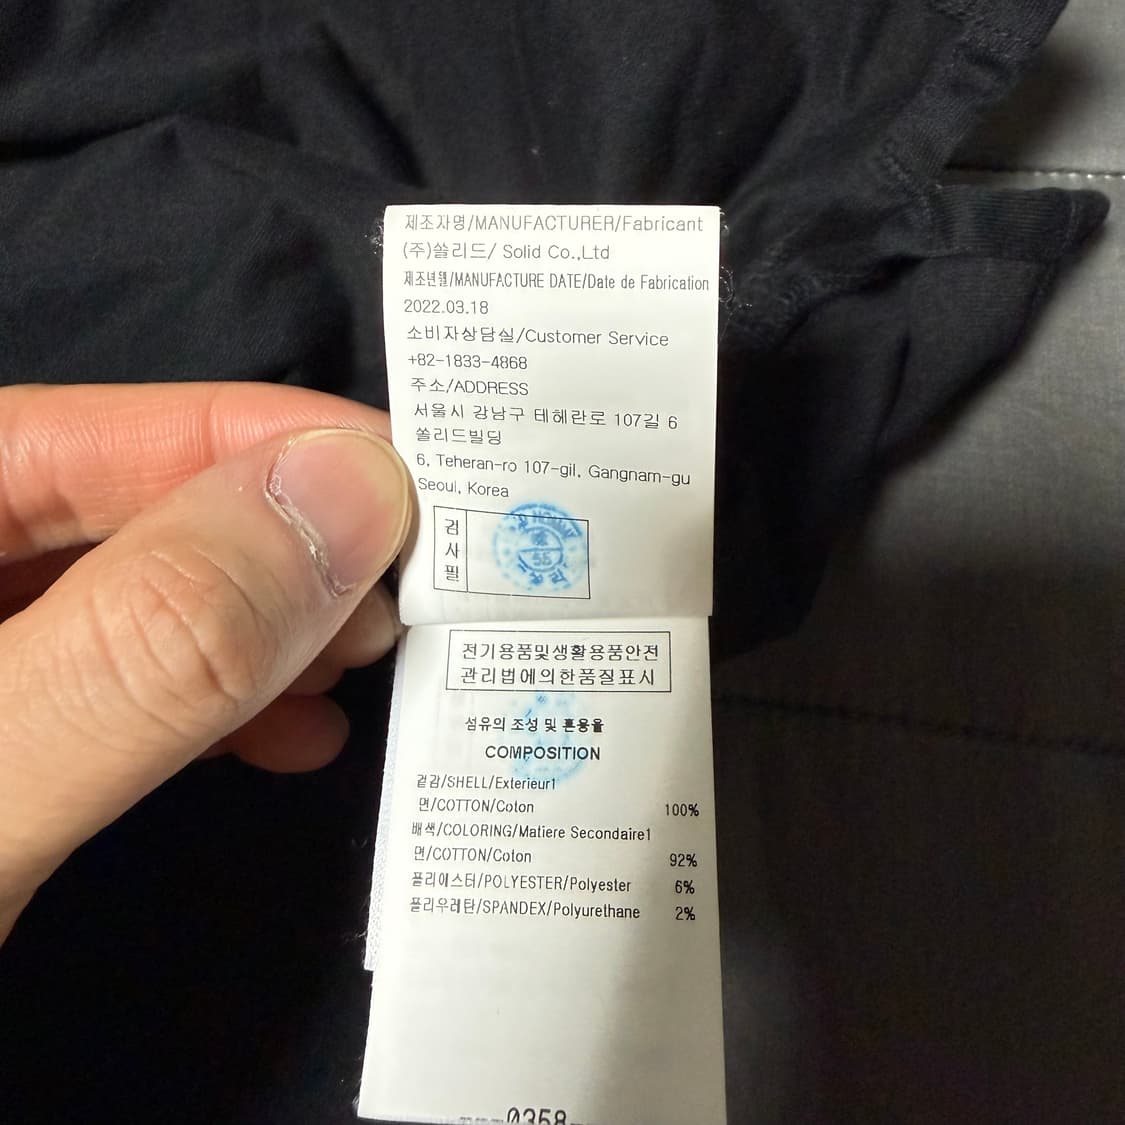 제조자명/MANUFACTURER/Fabricant
(주)쏠리드/ Solid Co.,Ltd
제조년월/MANUFACTURE DATE/Date de Fabrication
2022.03.18
소비자상담실/Customer Service
+82-1833-4868
주소/ADDRESS
서울시 강남구 테헤란로 107길 6
쏠리드빌딩
6, Teheran-ro 107-gil, Gangnam-gu
Seoul, Korea
검사필
55
전기용품및생활용품안전
관리법에의한품질표시
섬유의 조성 및 혼용율
COMPOSITION
겉감/SHELL/Exterieur1
면/COTTON/Coton 100%
배색/COLORING/Matiere Secondaire1
면/COTTON/Coton 92%
폴리에스터/POLYESTER/Polyester 6%
폴리우레탄/SPANDEX/Polyurethane 2%
0358